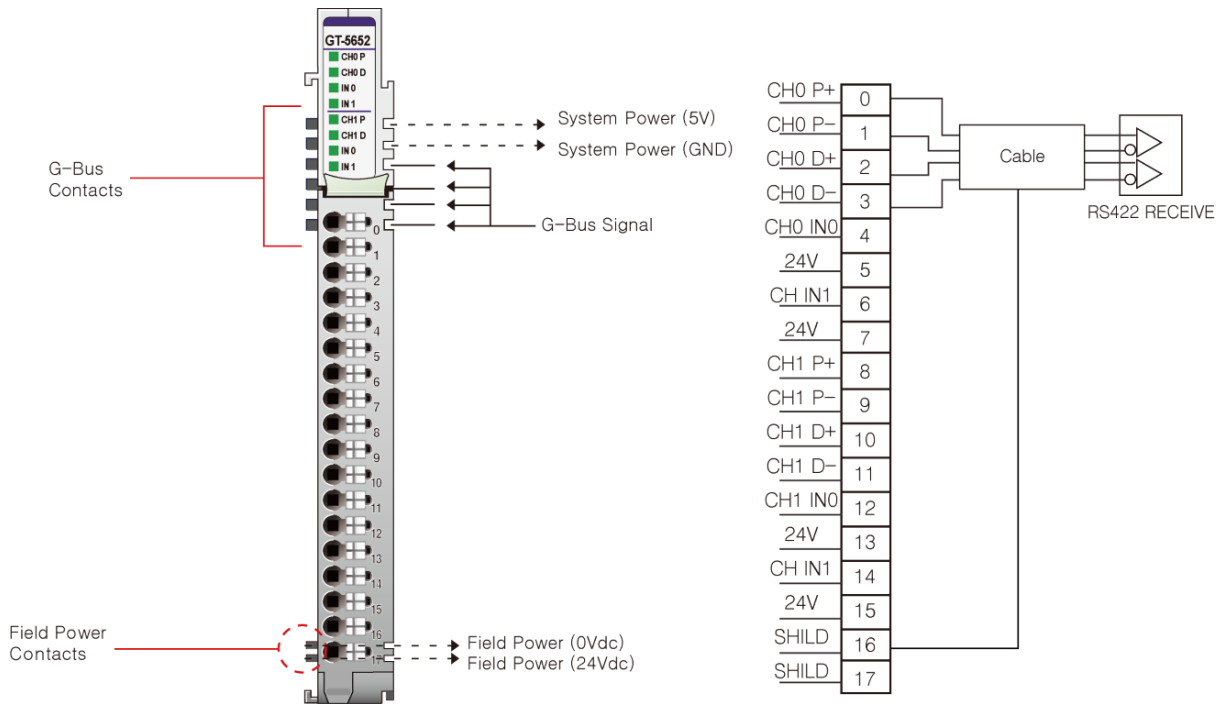 GT-5652
CH0 P
CH0 D
IN 0
IN 1
CH1 P
CH1 D
IN 0
IN 1
G-Bus
Contacts
System Power (5V)
System Power (GND)
G-Bus Signal
0
1
2
3
4
5
6
7
8
9
10
11
12
13
14
15
16
17
Field Power
Contacts
Field Power (0Vdc)
Field Power (24Vdc)
CH0 P+ 0
CH0 P- 1
CH0 D+ 2
CH0 D- 3
CH0 IN0 4
24V 5
CH IN1 6
24V 7
CH1 P+ 8
CH1 P- 9
CH1 D+ 10
CH1 D- 11
CH1 IN0 12
24V 13
CH IN1 14
24V 15
SHILD 16
SHILD 17
Cable
RS422 RECEIVE